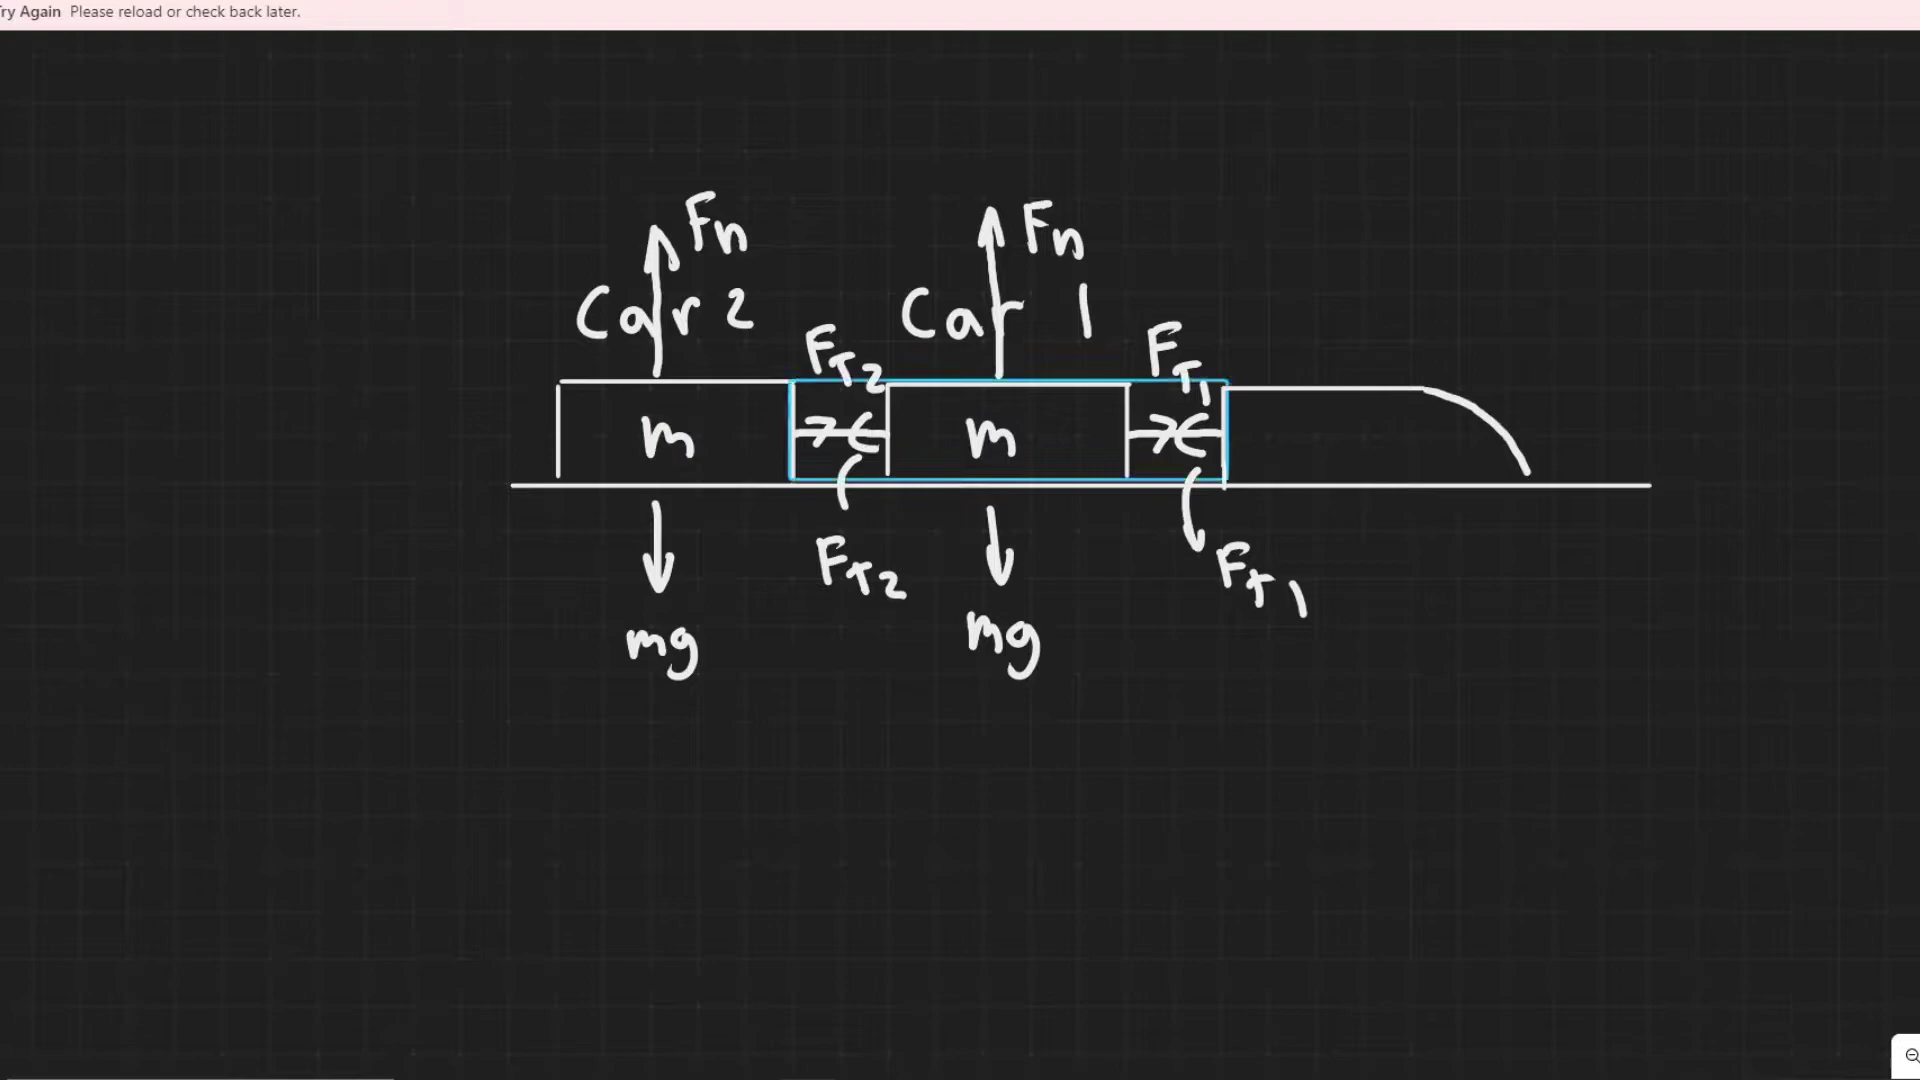 Try Again Please reload or check back later.
Fn Fn
Car 2 Car 1
FT2 FT1
m m
FT2 FT1
mg mg